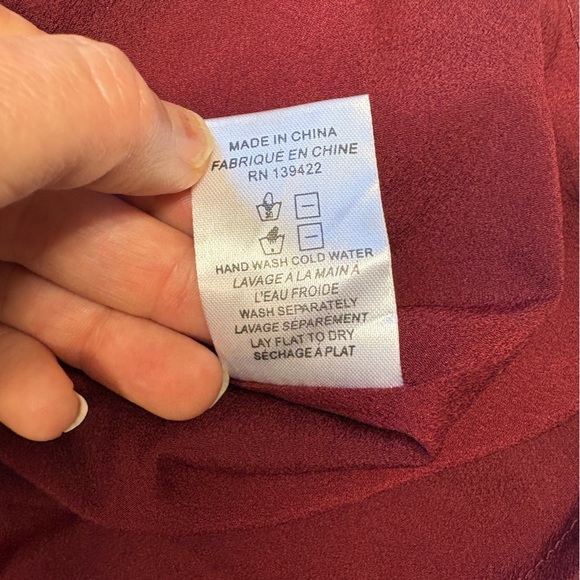 MADE IN CHINA
FABRIQUÉ EN CHINE
RN 139422
HAND WASH COLD WATER
LAVAGE À LA MAIN À
L'EAU FROIDE
WASH SEPARATELY
LAVAGE SÉPARÉMENT
LAY FLAT TO DRY
SÉCHAGE À PLAT